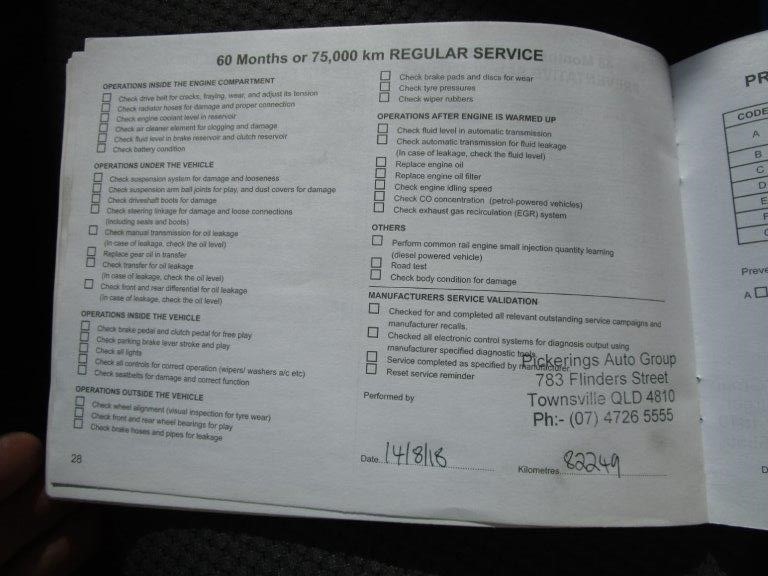 60 Months or 75,000 km REGULAR SERVICE
OPERATIONS INSIDE THE ENGINE COMPARTMENT
Check drive belt for cracks, fraying, wear, and adjust its tension
Check radiator hoses for damage and proper connection
Check engine coolant level in reservoir
Check air cleaner element for clogging and damage
Check fluid level in brake reservoir and clutch reservoir
Check battery condition
OPERATIONS UNDER THE VEHICLE
Check suspension system for damage and looseness
Check suspension arm ball joints for play, and dust covers for damage
Check driveshaft boots for damage
Check steering linkage for damage and loose connections
(including seals and boots)
Check manual transmission for oil leakage
(In case of leakage, check the oil level)
Replace gear oil in transfer
Check transfer for oil leakage
(In case of leakage, check the oil level)
Check front and rear differential for oil leakage
(In case of leakage, check the oil level)
OPERATIONS INSIDE THE VEHICLE
Check brake pedal and clutch pedal for free play
Check parking brake lever stroke and play
Check all lights
Check all controls for correct operation (wipers/ washers a/c etc)
Check seatbelts for damage and correct function
OPERATIONS OUTSIDE THE VEHICLE
Check wheel alignment (visual inspection for tyre wear)
Check front and rear wheel bearings for play
Check brake hoses and pipes for leakage
28
Check brake pads and discs for wear
Check tyre pressures
Check wiper rubbers
OPERATIONS AFTER ENGINE IS WARMED UP
Check fluid level in automatic transmission
Check automatic transmission for fluid leakage
(In case of leakage, check the fluid level)
Replace engine oil
Replace engine oil filter
Check engine idling speed
Check CO concentration (petrol-powered vehicles)
Check exhaust gas recirculation (EGR) system
OTHERS
Perform common rail engine small injection quantity learning
(diesel powered vehicle)
Road test
Check body condition for damage
MANUFACTURERS SERVICE VALIDATION
Checked for and completed all relevant outstanding service campaigns and
manufacturer recalls.
Checked all electronic control systems for diagnosis output using
manufacturer specified diagnostic tools
Service completed as specified by manufacturer
Reset service reminder
Pickerings Auto Group
783 Flinders Street
Townsville QLD 4810
Ph:- (07) 4726 5555
Performed by
Date 14/8/18
Kilometres 82249
PR
CODE
A
B
C
D
E
F
Preve
A
D